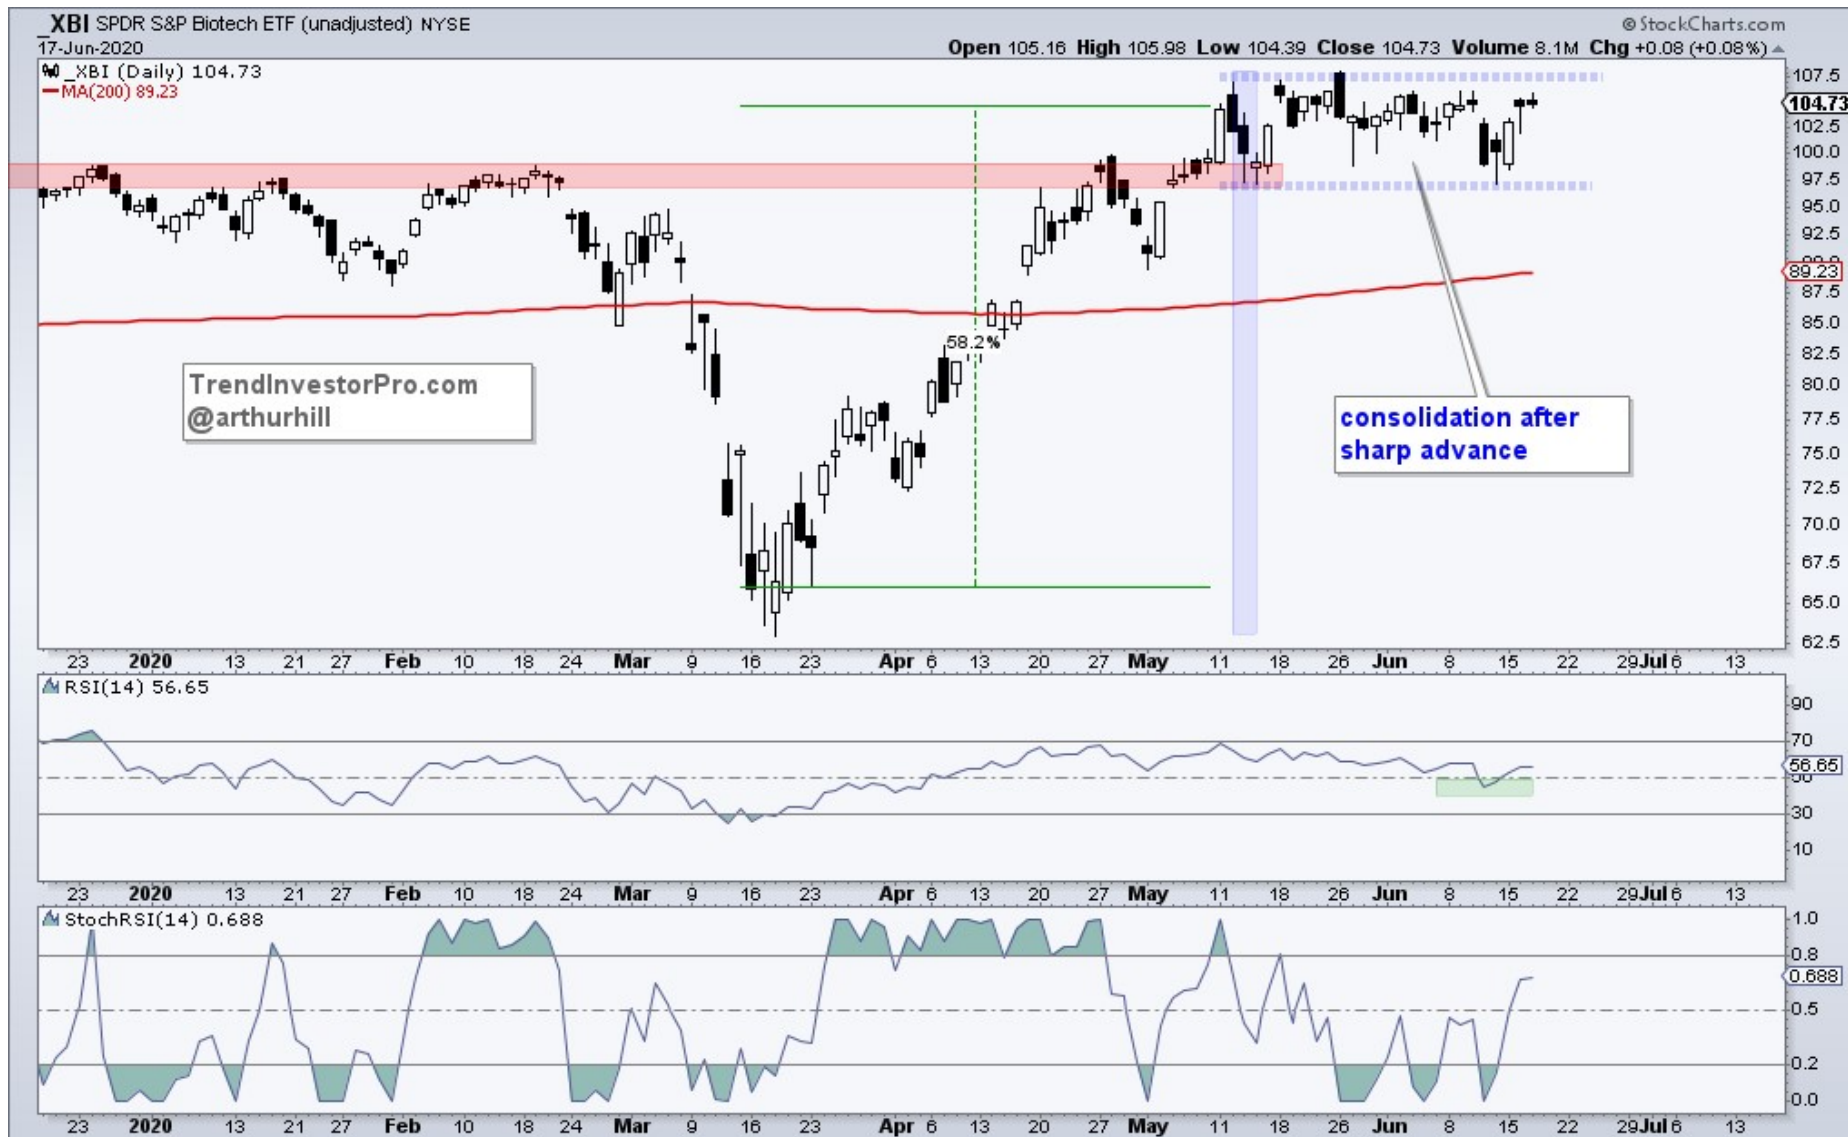 _XBI SPDR S&P Biotech ETF (unadjusted) NYSE
© StockCharts.com
17-Jun-2020
Open 105.16 High 105.98 Low 104.39 Close 104.73 Volume 8.1M Chg +0.08 (+0.08%)
_XBI (Daily) 104.73
MA(200) 89.23
107.5
104.73
102.5
100.0
97.5
95.0
92.5
89.23
87.5
85.0
82.5
80.0
77.5
75.0
72.5
70.0
67.5
65.0
62.5
58.2%
TrendInvestorPro.com
@arthurhill
consolidation after
sharp advance
23 2020 13 21 27 Feb 10 18 24 Mar 9 16 23 Apr 6 13 20 27 May 11 18 26 Jun 8 15 22 29 Jul 6 13
RSI(14) 56.65
90
70
56.65
30
10
23 2020 13 21 27 Feb 10 18 24 Mar 9 16 23 Apr 6 13 20 27 May 11 18 26 Jun 8 15 22 29 Jul 6 13
StochRSI(14) 0.688
1.0
0.8
0.688
0.5
0.2
0.0
23 2020 13 21 27 Feb 10 18 24 Mar 9 16 23 Apr 6 13 20 27 May 11 18 26 Jun 8 15 22 29 Jul 6 13